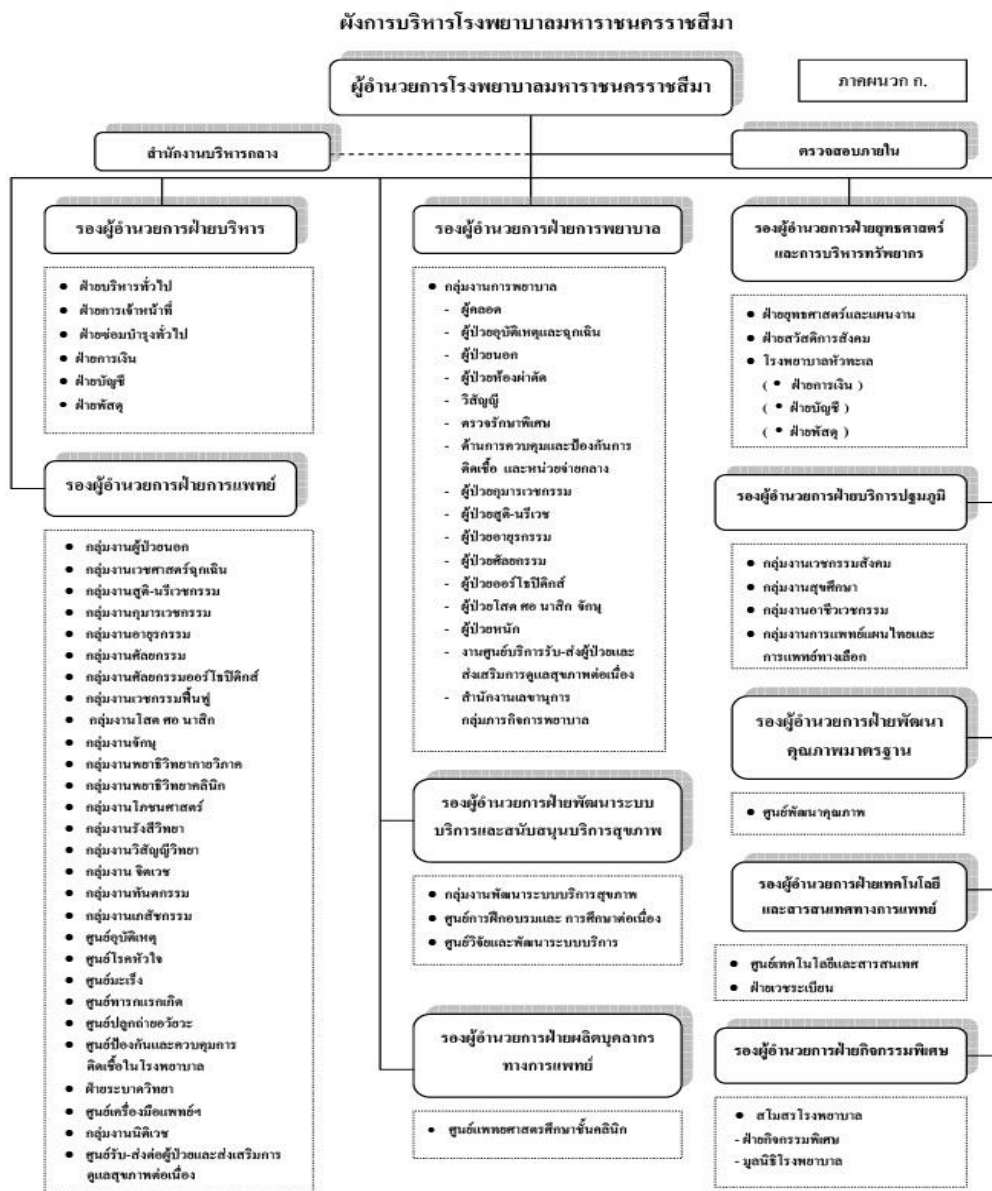 ผังการบริหารโรงพยาบาลมหาราชนครราชสีมา
ผู้อำนวยการโรงพยาบาลมหาราชนครราชสีมา
ภาคผนวก ก.
สำนักงานบริหารกลาง
ตรวจสอบภายใน
รองผู้อำนวยการฝ่ายบริหาร
● ฝ่ายบริหารทั่วไป
● ฝ่ายการเจ้าหน้าที่
● ฝ่ายซ่อมบำรุงทั่วไป
● ฝ่ายการเงิน
● ฝ่ายบัญชี
● ฝ่ายพัสดุ
รองผู้อำนวยการฝ่ายการแพทย์
● กลุ่มงานผู้ป่วยนอก
● กลุ่มงานเวชศาสตร์ฉุกเฉิน
● กลุ่มงานสูติ-นรีเวชกรรม
● กลุ่มงานกุมารเวชกรรม
● กลุ่มงานอายุรกรรม
● กลุ่มงานศัลยกรรม
● กลุ่มงานศัลยกรรมออร์โธปิดิกส์
● กลุ่มงานเวชกรรมฟื้นฟู
● กลุ่มงานโสต ศอ นาสิก
● กลุ่มงานจักษุ
● กลุ่มงานพยาธิวิทยากายวิภาค
● กลุ่มงานพยาธิวิทยาคลินิก
● กลุ่มงานโภชนศาสตร์
● กลุ่มงานรังสีวิทยา
● กลุ่มงานวิสัญญีวิทยา
● กลุ่มงาน จิตเวช
● กลุ่มงานทันตกรรม
● กลุ่มงานเภสัชกรรม
● ศูนย์อุบัติเหตุ
● ศูนย์โรคหัวใจ
● ศูนย์มะเร็ง
● ศูนย์ทารกแรกเกิด
● ศูนย์ปลูกถ่ายอวัยวะ
● ศูนย์ป้องกันและควบคุมการ
ติดเชื้อในโรงพยาบาล
● ฝ่ายระบาดวิทยา
● ศูนย์เครื่องมือแพทย์ฯ
● กลุ่มงานนิติเวช
● ศูนย์รับ-ส่งต่อผู้ป่วยและส่งเสริมการ
ดูแลสุขภาพต่อเนื่อง
รองผู้อำนวยการฝ่ายการพยาบาล
● กลุ่มงานการพยาบาล
- ผู้คลอด
- ผู้ป่วยอุบัติเหตุและฉุกเฉิน
- ผู้ป่วยนอก
- ผู้ป่วยห้องผ่าตัด
- วิสัญญี
- ตรวจรักษาพิเศษ
- ด้านการควบคุมและป้องกันการ
ติดเชื้อ และหน่วยจ่ายกลาง
- ผู้ป่วยกุมารเวชกรรม
- ผู้ป่วยสูติ-นรีเวช
- ผู้ป่วยอายุรกรรม
- ผู้ป่วยศัลยกรรม
- ผู้ป่วยออร์โธปิดิกส์
- ผู้ป่วยโสต ศอ นาสิก จักษุ
- ผู้ป่วยหนัก
- งานศูนย์บริการรับ-ส่งผู้ป่วยและ
ส่งเสริมการดูแลสุขภาพต่อเนื่อง
- สำนักงานเลขานุการ
กลุ่มภารกิจการพยาบาล
รองผู้อำนวยการฝ่ายพัฒนาระบบ
บริการและสนับสนุนบริการสุขภาพ
● กลุ่มงานพัฒนาระบบบริการสุขภาพ
● ศูนย์การฝึกอบรมและ การศึกษาต่อเนื่อง
● ศูนย์วิจัยและพัฒนาระบบบริการ
รองผู้อำนวยการฝ่ายผลิตบุคลากร
ทางการแพทย์
● ศูนย์แพทยศาสตรศึกษาชั้นคลินิก
รองผู้อำนวยการฝ่ายยุทธศาสตร์
และการบริหารทรัพยากร
● ฝ่ายยุทธศาสตร์และแผนงาน
● ฝ่ายสวัสดิการสังคม
● โรงพยาบาลหัวทะเล
( ● ฝ่ายการเงิน )
( ● ฝ่ายบัญชี )
( ● ฝ่ายพัสดุ )
รองผู้อำนวยการฝ่ายบริการปฐมภูมิ
● กลุ่มงานเวชกรรมสังคม
● กลุ่มงานสุขศึกษา
● กลุ่มงานอาชีวเวชกรรม
● กลุ่มงานการแพทย์แผนไทยและ
การแพทย์ทางเลือก
รองผู้อำนวยการฝ่ายพัฒนา
คุณภาพมาตรฐาน
● ศูนย์พัฒนาคุณภาพ
รองผู้อำนวยการฝ่ายเทคโนโลยี
และสารสนเทศทางการแพทย์
● ศูนย์เทคโนโลยีและสารสนเทศ
● ฝ่ายเวชระเบียน
รองผู้อำนวยการฝ่ายกิจกรรมพิเศษ
● สโมสรโรงพยาบาล
- ฝ่ายกิจกรรมพิเศษ
- มูลนิธิโรงพยาบาล